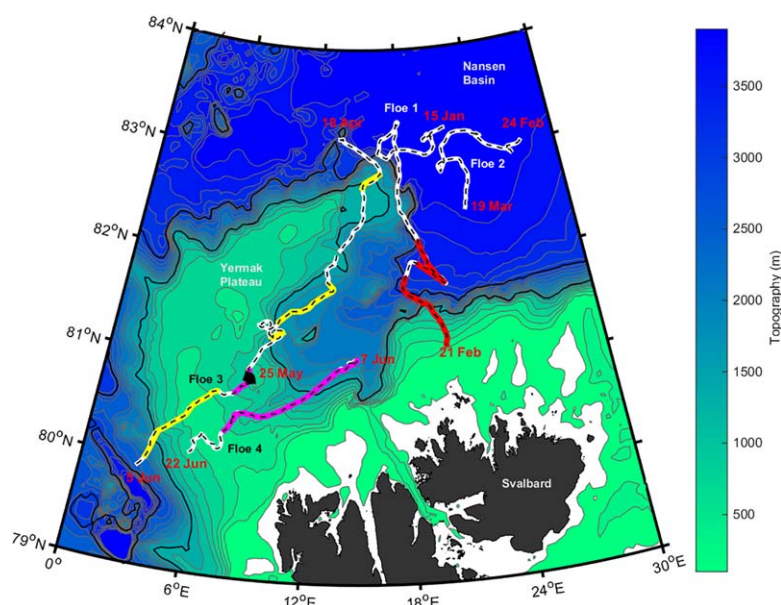 84°N
83°N
82°N
81°N
80°N
79°N
0°
6°E
12°E
18°E
24°E
30°E
Nansen
Basin
Floe 1
15 Jan
24 Feb
18 Apr
Floe 2
19 Mar
Yermak
Plateau
21 Feb
7 Jun
25 May
Floe 3
Floe 4
22 Jun
5 Jun
Svalbard
3500
3000
2500
2000
1500
1000
500
Topography (m)